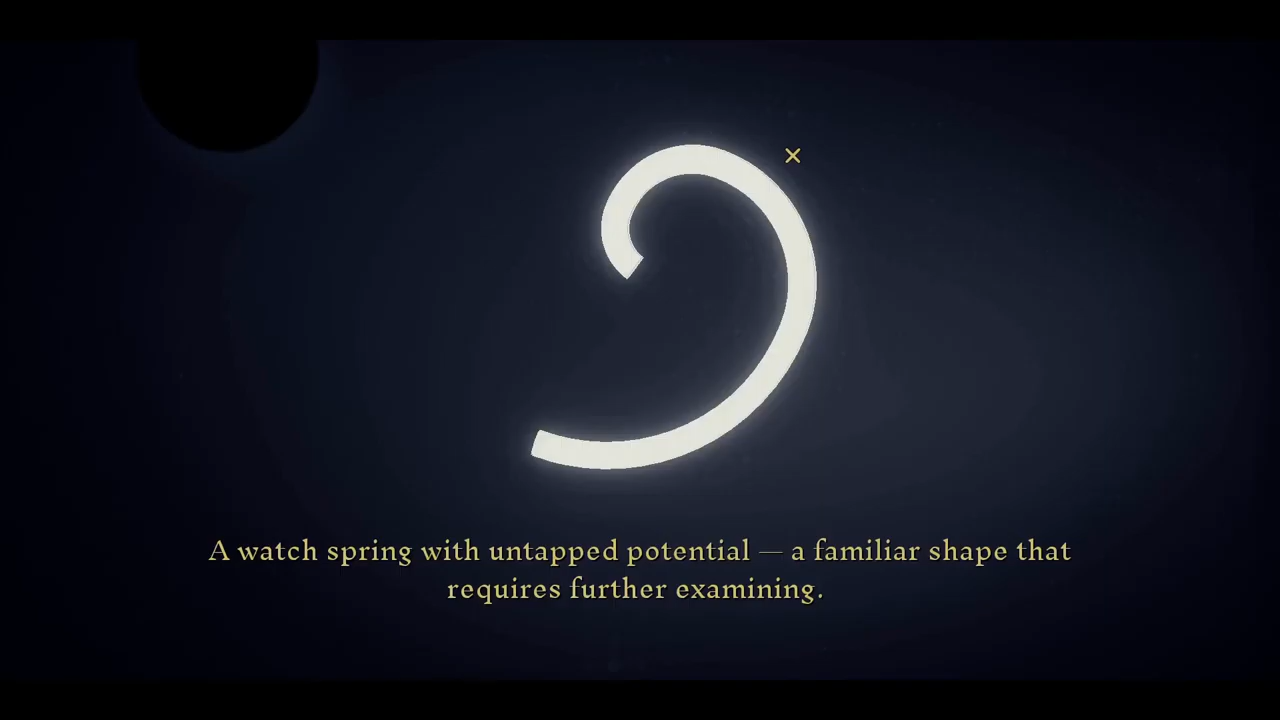 A watch spring with untapped potential — a familiar shape that
requires further examining.